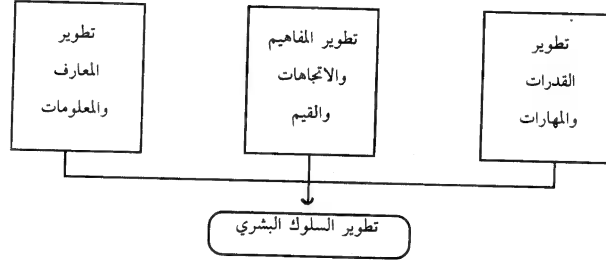 تطوير
القدرات
والمهارات
تطوير المفاهيم
والاتجاهات
والقيم
تطوير
المعارف
والمعلومات
تطوير السلوك البشري